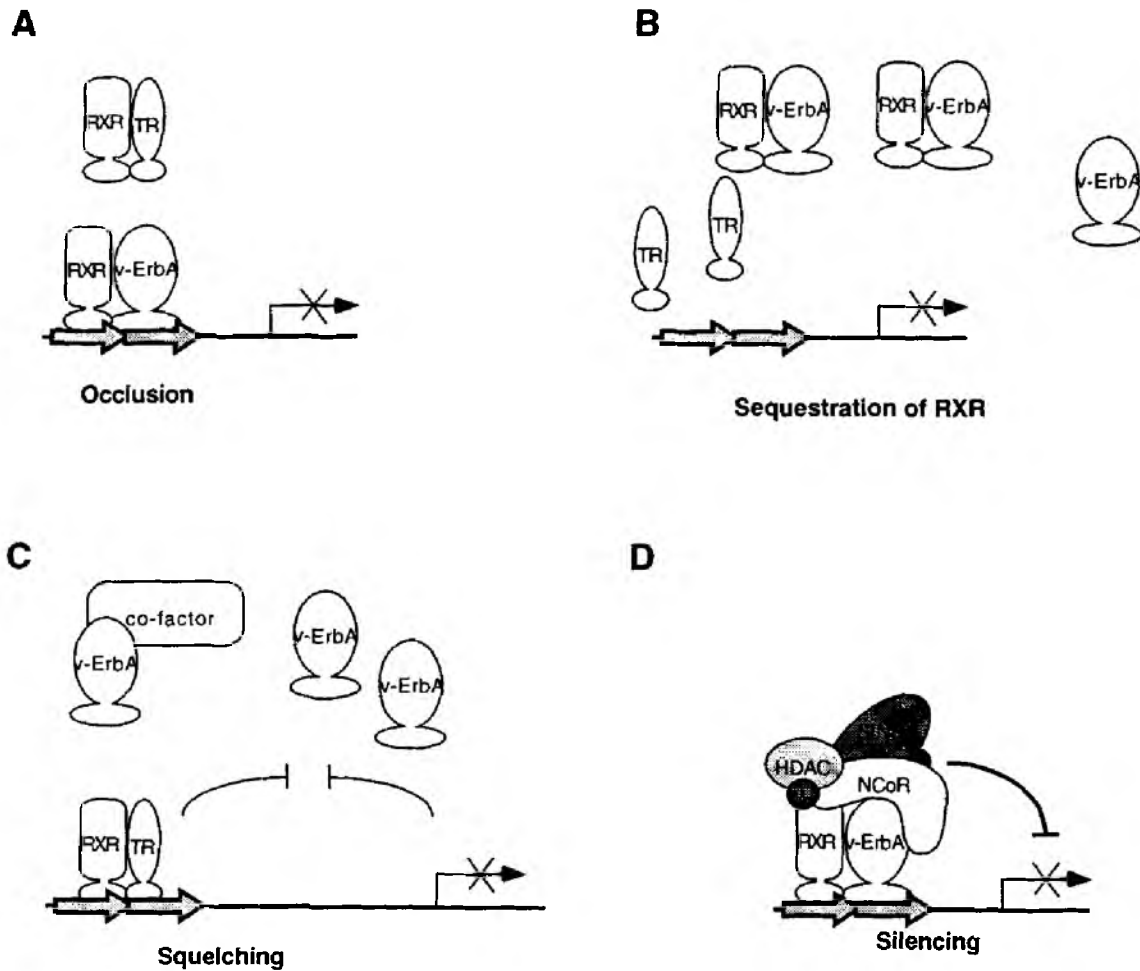 A
RXR TR
RXR v-ErbA
Occlusion
B
RXR v-ErbA
RXR v-ErbA
v-ErbA
TR
TR
Sequestration of RXR
C
co-factor
v-ErbA
v-ErbA
v-ErbA
RXR TR
Squelching
D
HDAC
NCoR
RXR v-ErbA
Silencing